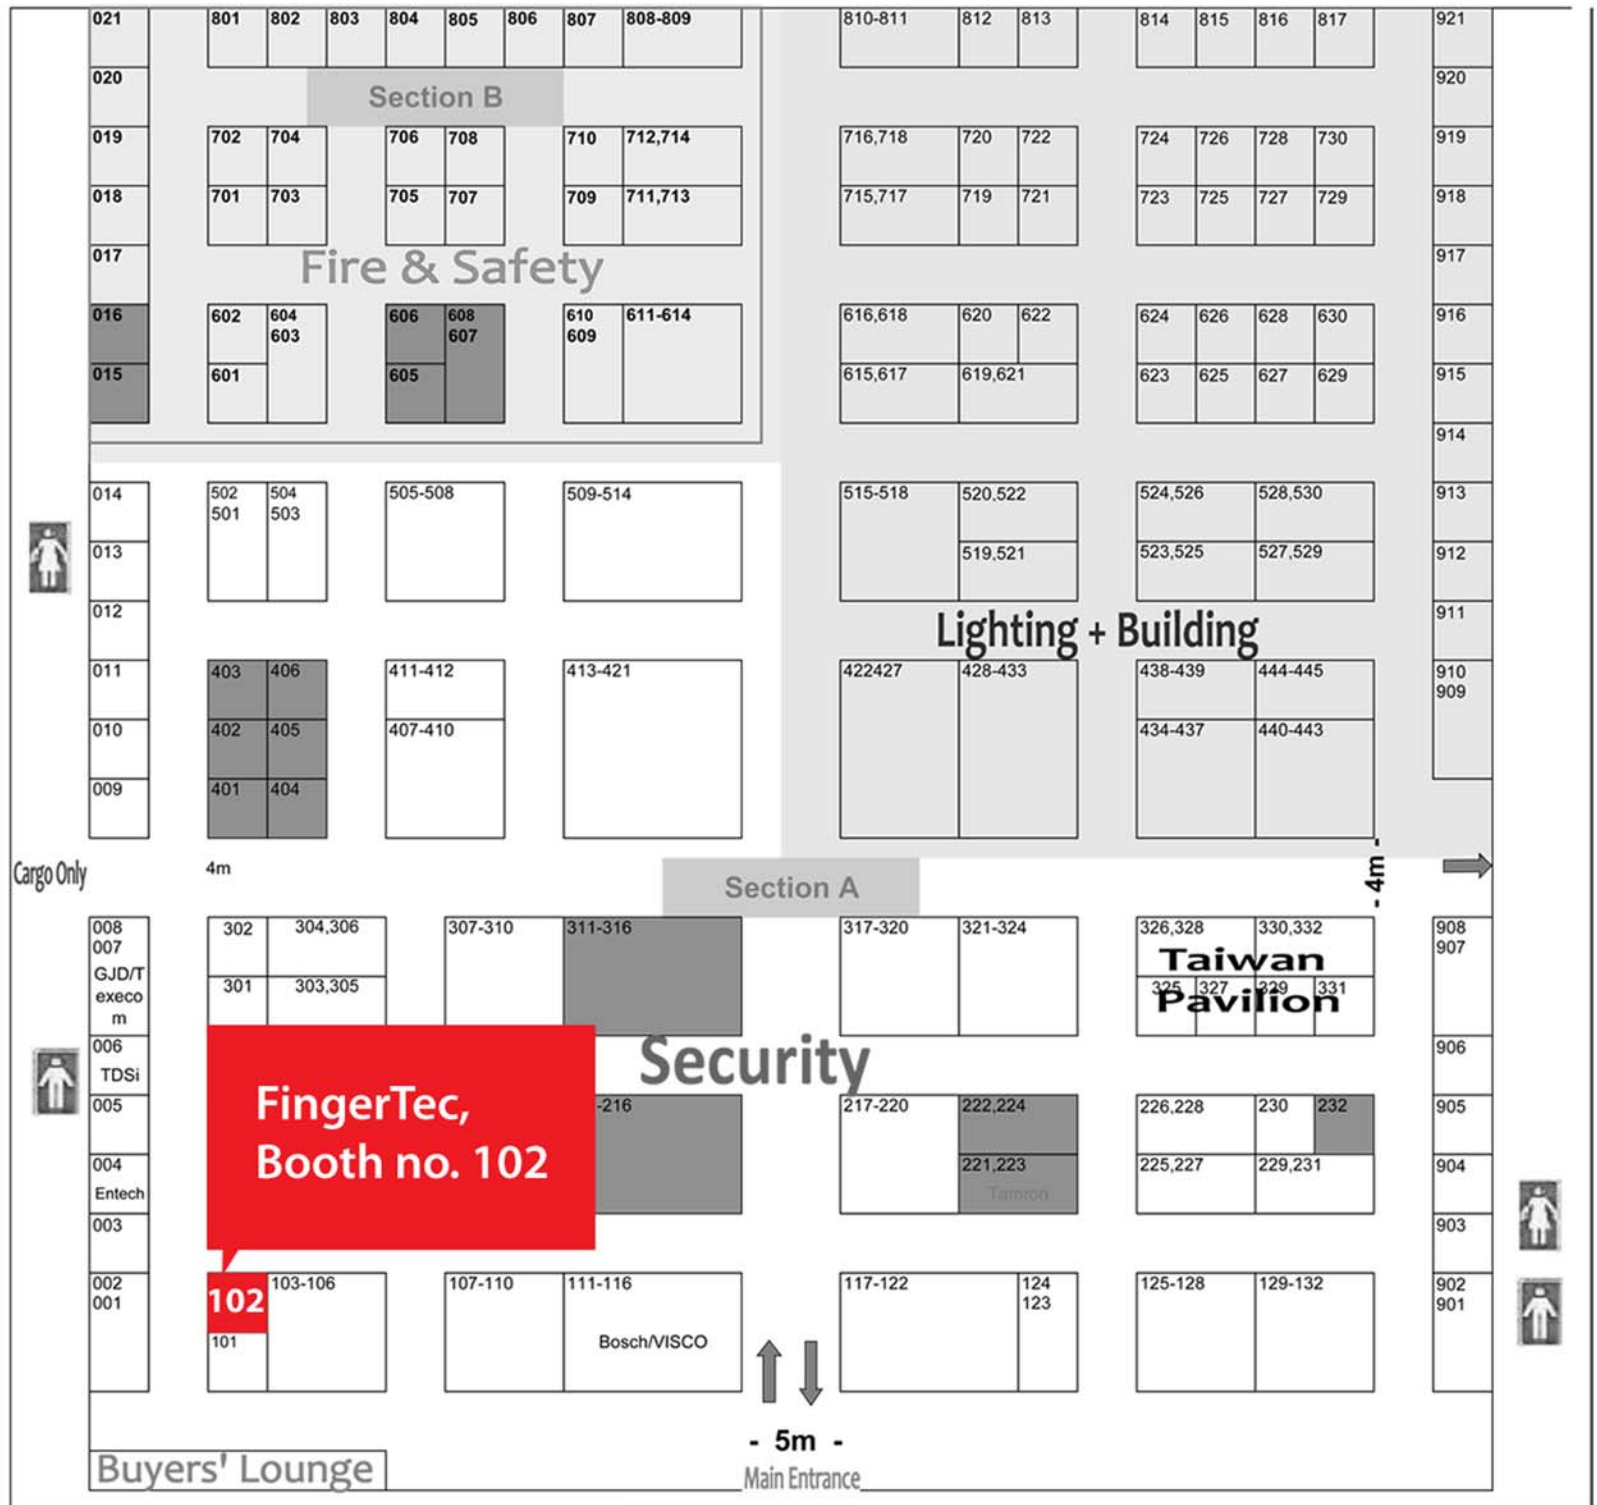 021 801 802 803 804 805 806 807 808-809 810-811 812 813 814 815 816 817 921
020 920
Section B
019 702 704 706 708 710 712,714 716,718 720 722 724 726 728 730 919
018 701 703 705 707 709 711,713 715,717 719 721 723 725 727 729 918
017 917
Fire & Safety
016 602 604 606 608 610 611-614 616,618 620 622 624 626 628 630 916
603 607 609
015 601 605 615,617 619,621 623 625 627 629 915
914
014 502 504 505-508 509-514 515-518 520,522 524,526 528,530 913
501 503
013 519,521 523,525 527,529 912
012 911
Lighting + Building
011 403 406 411-412 413-421 422427 428-433 438-439 444-445 910
909
010 402 405 407-410 434-437 440-443
009 401 404
Cargo Only 4m - 4m -
Section A
008 302 304,306 307-310 311-316 317-320 321-324 326,328 330,332 908
007 907
Taiwan
GJD/T 301 303,305 325 327 329 331
execo
m
Pavilion
006 906
TDSi
Security
005 -216 217-220 222,224 226,228 230 232 905
FingerTec,
Booth no. 102
004 221,223 225,227 229,231 904
Entech Tamron
003 903
002 102 103-106 107-110 111-116 117-122 124 125-128 129-132 902
001 123 901
101 Bosch/VISCO
- 5m -
Buyers' Lounge
Main Entrance